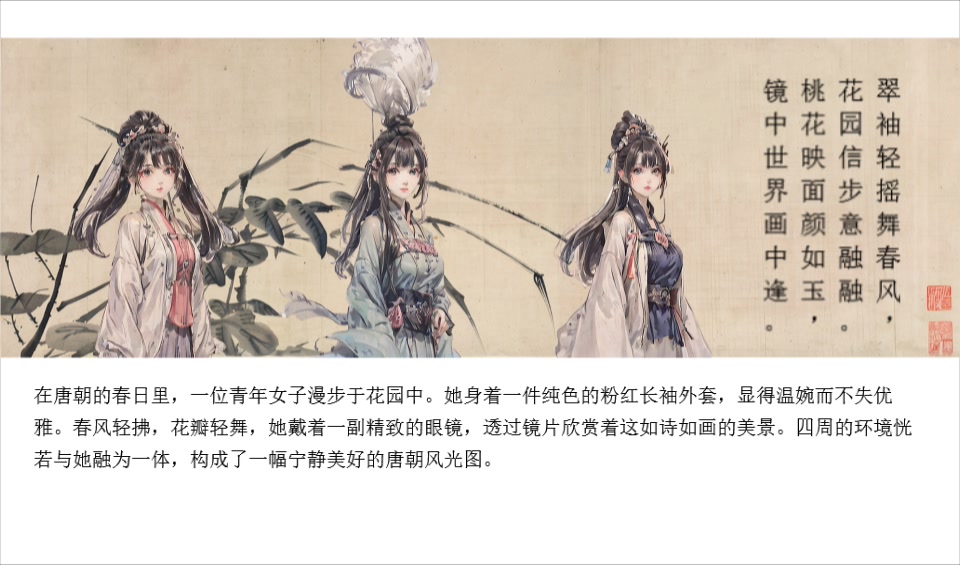 翠袖轻摇舞春风，
花园信步意融融。
桃花映面颜如玉，
镜中世界画中逢。
在唐朝的春日里，一位青年女子漫步于花园中。她身着一件纯色的粉红长袖外套，显得温婉而不失优
雅。春风轻拂，花瓣轻舞，她戴着一副精致的眼镜，透过镜片欣赏着这如诗如画的美景。四周的环境恍
若与她融为一体，构成了一幅宁静美好的唐朝风光图。